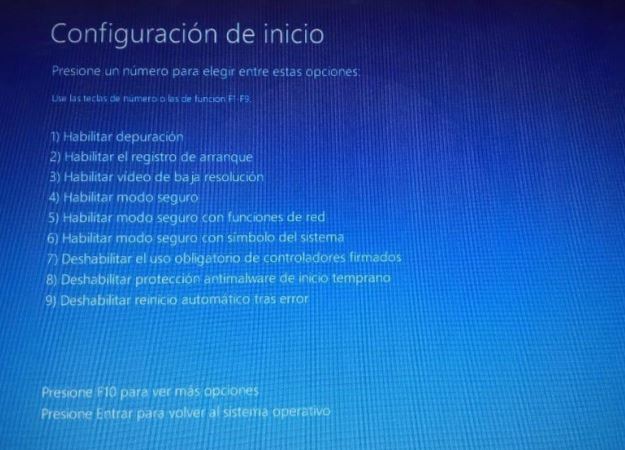 Configuración de inicio
Presione un número para elegir entre estas opciones:
Use las teclas de número o las de función F1-F9.
1) Habilitar depuración
2) Habilitar el registro de arranque
3) Habilitar vídeo de baja resolución
4) Habilitar modo seguro
5) Habilitar modo seguro con funciones de red
6) Habilitar modo seguro con símbolo del sistema
7) Deshabilitar el uso obligatorio de controladores firmados
8) Deshabilitar protección antimalware de inicio temprano
9) Deshabilitar reinicio automático tras error
Presione F10 para ver más opciones
Presione Entrar para volver al sistema operativo